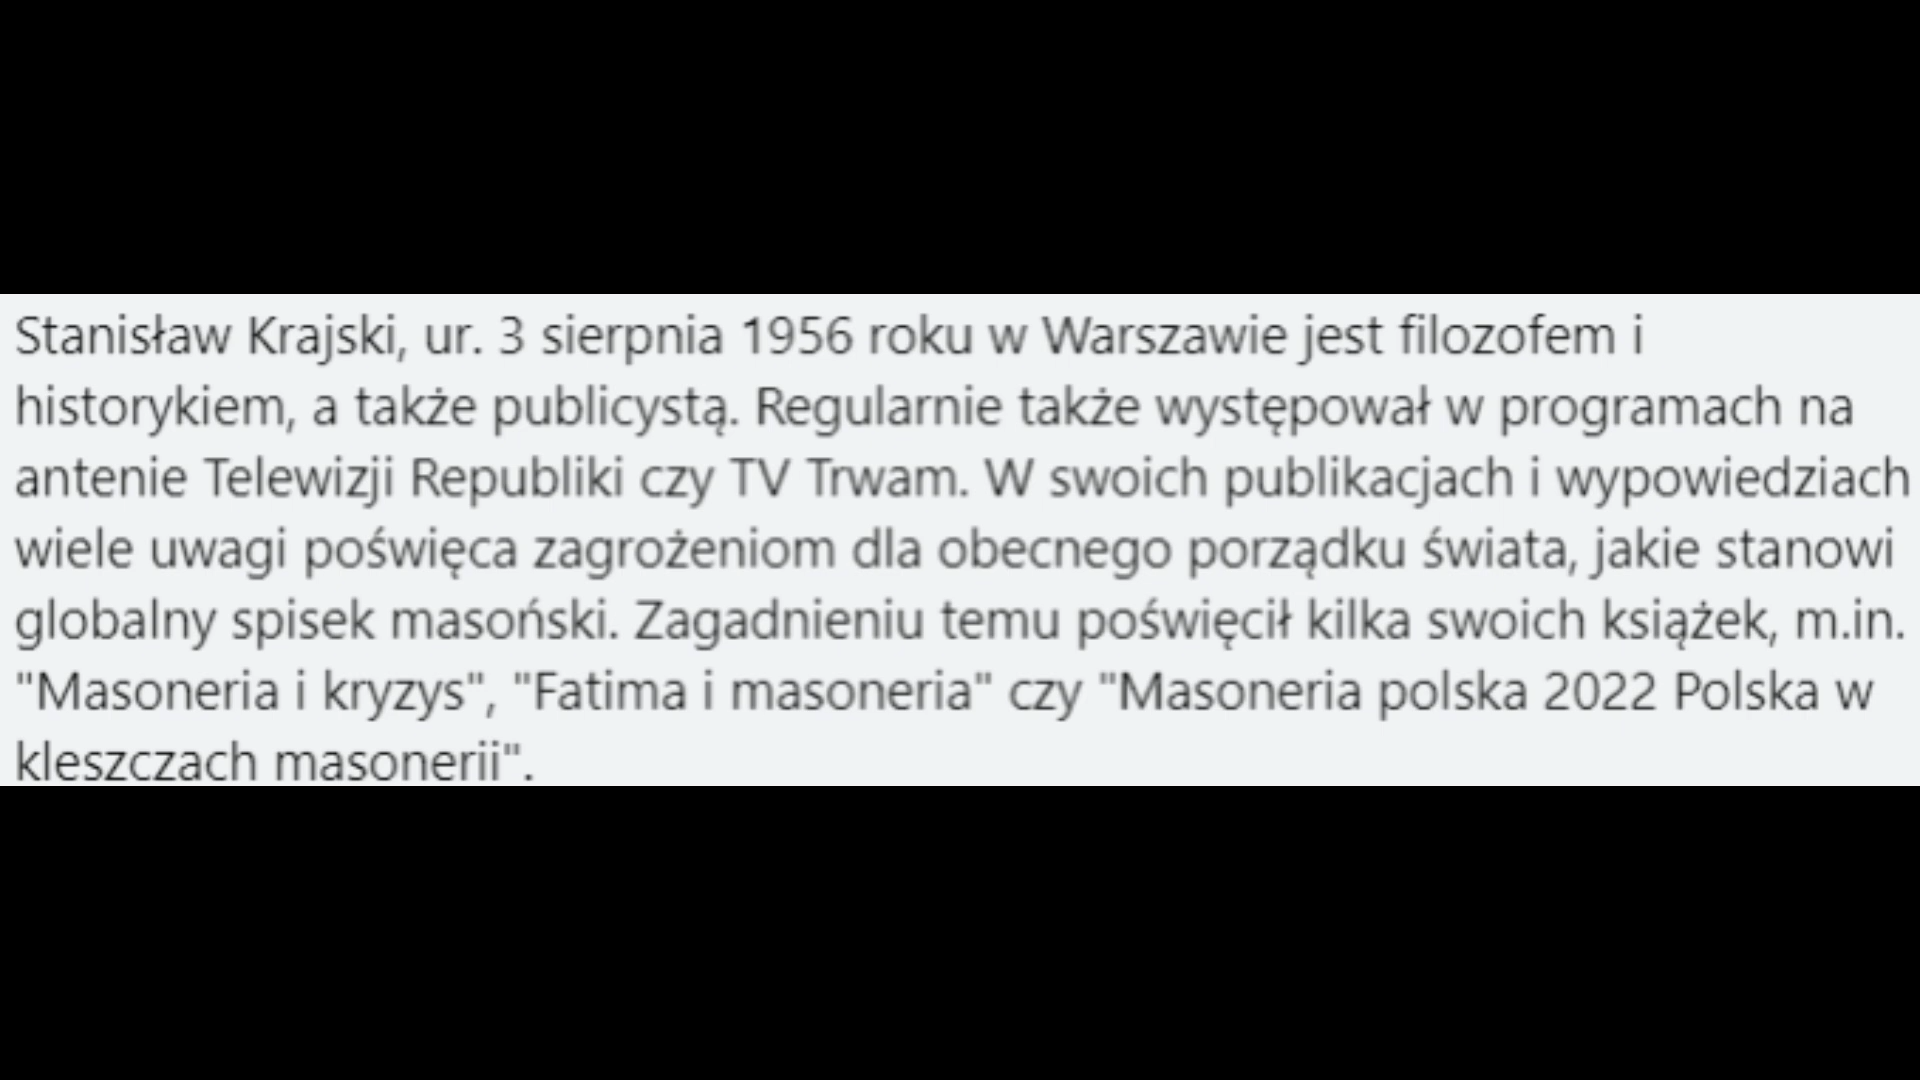 Stanisław Krajski, ur. 3 sierpnia 1956 roku w Warszawie jest filozofem i
historykiem, a także publicystą. Regularnie także występował w programach na
antenie Telewizji Republiki czy TV Trwam. W swoich publikacjach i wypowiedziach
wiele uwagi poświęca zagrożeniom dla obecnego porządku świata, jakie stanowi
globalny spisek masoński. Zagadnieniu temu poświęcił kilka swoich książek, m.in.
"Masoneria i kryzys", "Fatima i masoneria" czy "Masoneria polska 2022 Polska w
kleszczach masonerii".